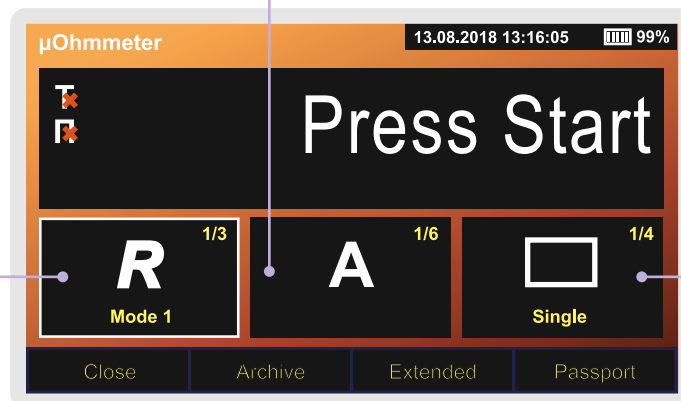 µOhmmeter
13.08.2018 13:16:05 99%
T
П
Press Start
1/3
R
Mode 1
1/6
A
1/4
Single
Close Archive Extended Passport